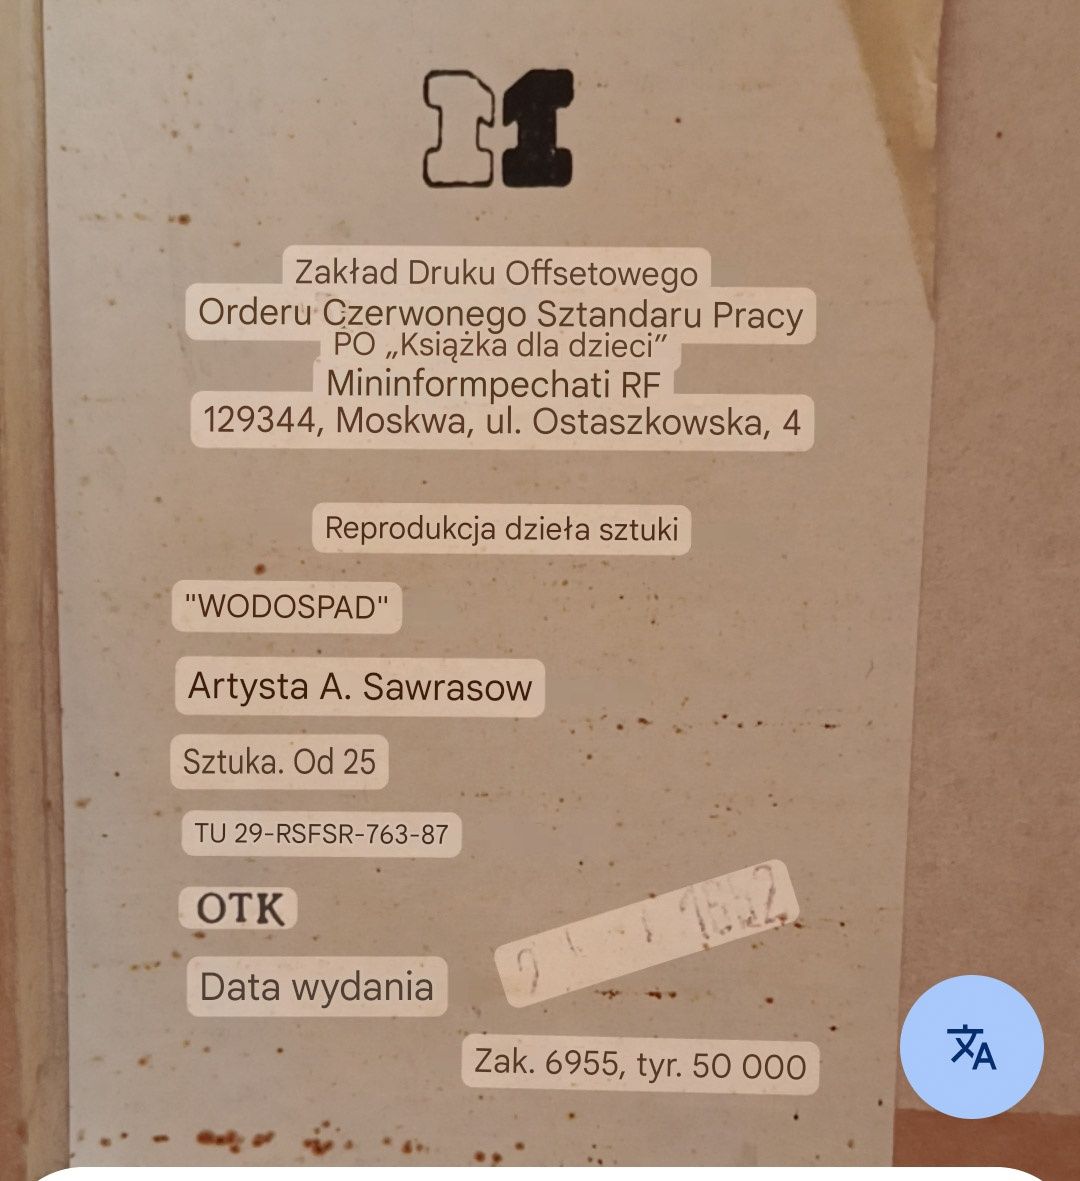 Zakład Druku Offsetowego
Orderu Czerwonego Sztandaru Pracy
PO „Książka dla dzieci”
Mininformpechati RF
129344, Moskwa, ul. Ostaszkowska, 4
Reprodukcja dzieła sztuki
"WODOSPAD"
Artysta A. Sawrasow
Sztuka. Od 25
TU 29-RSFSR-763-87
OTK
Data wydania
Zak. 6955, tyr. 50 000